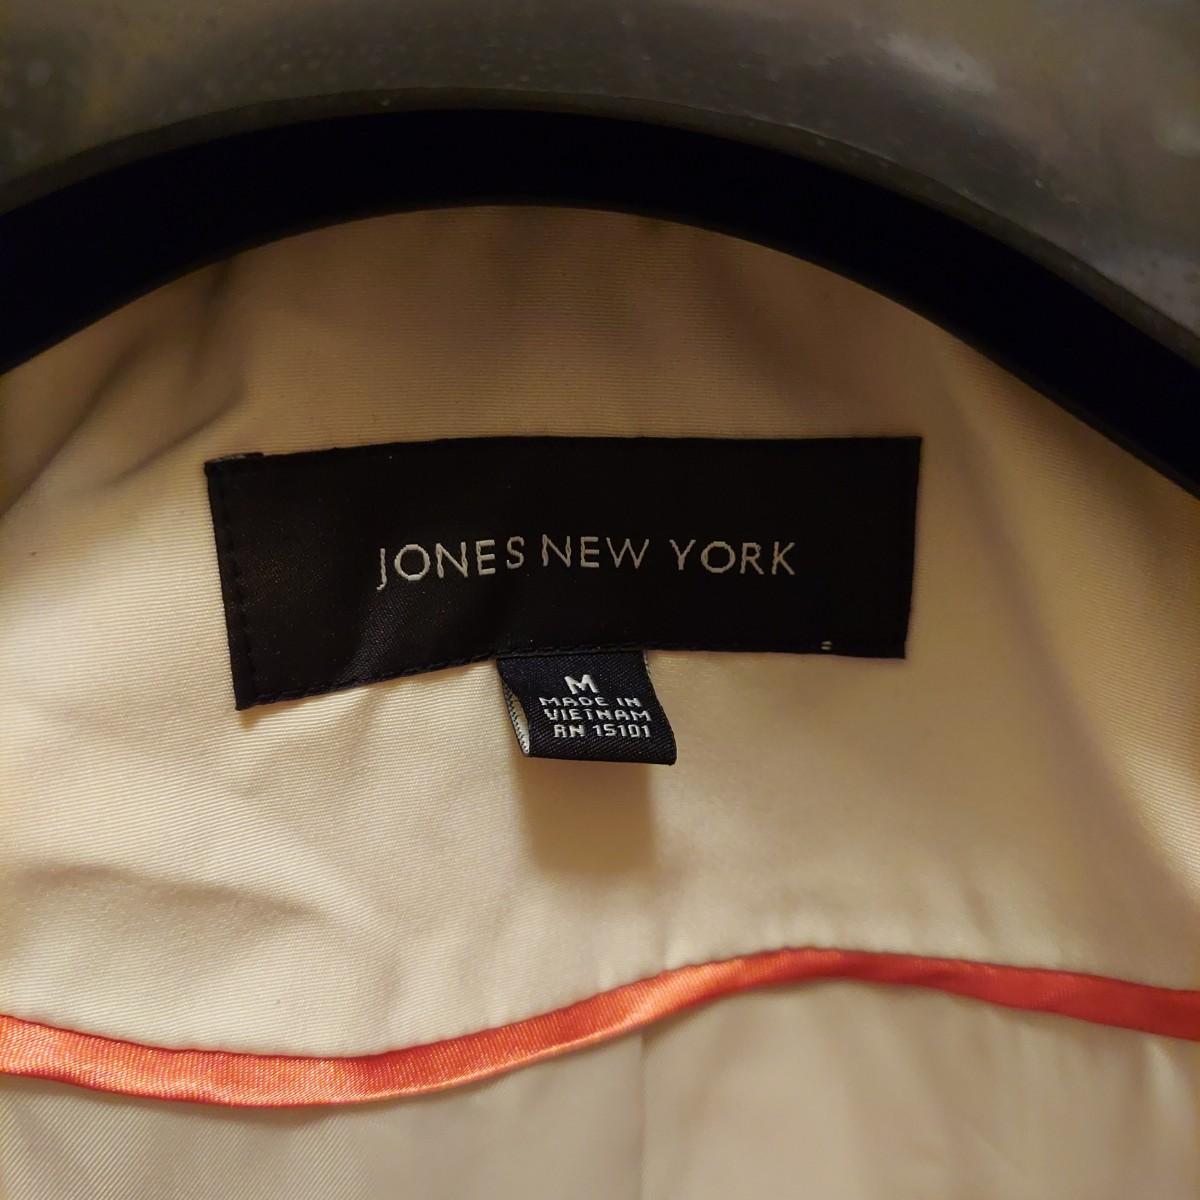 JONES NEW YORK
M
MADE IN
VIETNAM
RN 15101